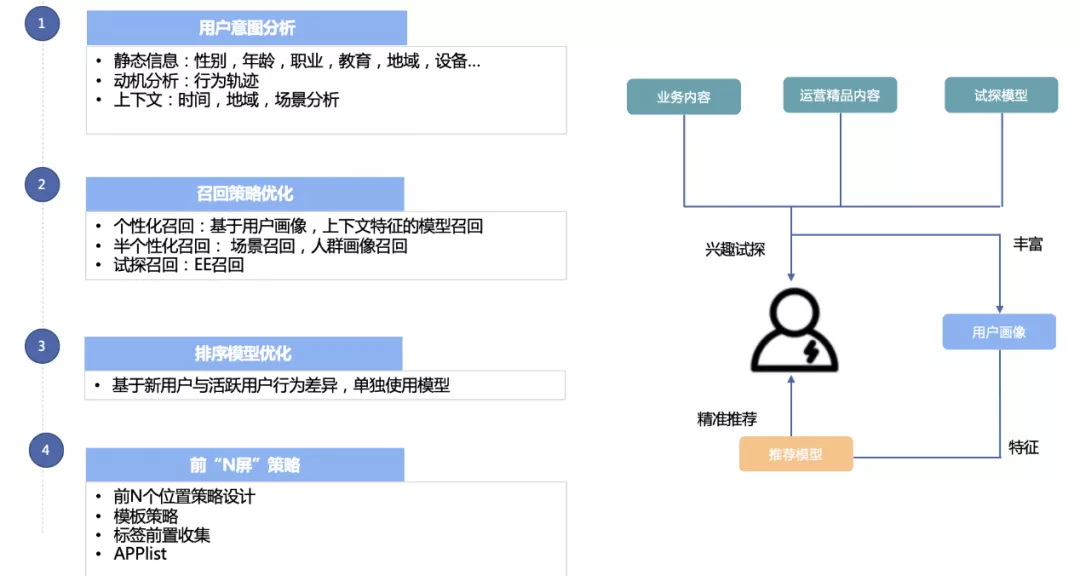 1
用户意图分析
• 静态信息：性别，年龄，职业，教育，地域，设备...
• 动机分析：行为轨迹
• 上下文：时间，地域，场景分析
2
召回策略优化
• 个性化召回：基于用户画像，上下文特征的模型召回
• 半个性化召回： 场景召回，人群画像召回
• 试探召回：EE召回
3
排序模型优化
• 基于新用户与活跃用户行为差异，单独使用模型
4
前“N屏”策略
• 前N个位置策略设计
• 模板策略
• 标签前置收集
• APPlist
业务内容
运营精品内容
试探模型
兴趣试探
丰富
用户画像
精准推荐
推荐模型
特征